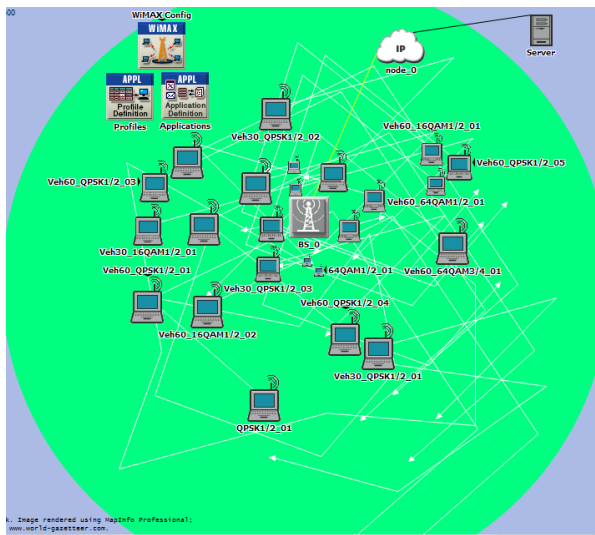 00
WiMAX Config
WiMAX
IP
node_0
Server
APPL
Profile
Definition
Profiles
APPL
Application
Definition
Applications
Veh30_QPSK1/2_02
Veh60_16QAM1/2_01
Veh60_QPSK1/2_05
Veh60_QPSK1/2_03
Veh60_64QAM1/2_01
Veh30_16QAM1/2_01
BS_0
Veh60_QPSK1/2_01
Veh30_QPSK1/2_03
64QAM1/2_01
Veh60_64QAM3/4_01
Veh60_QPSK1/2_04
Veh60_16QAM1/2_02
Veh30_QPSK1/2_01
QPSK1/2_01
k. Image rendered using MapInfo Professional;
www.world-gazetteer.com.